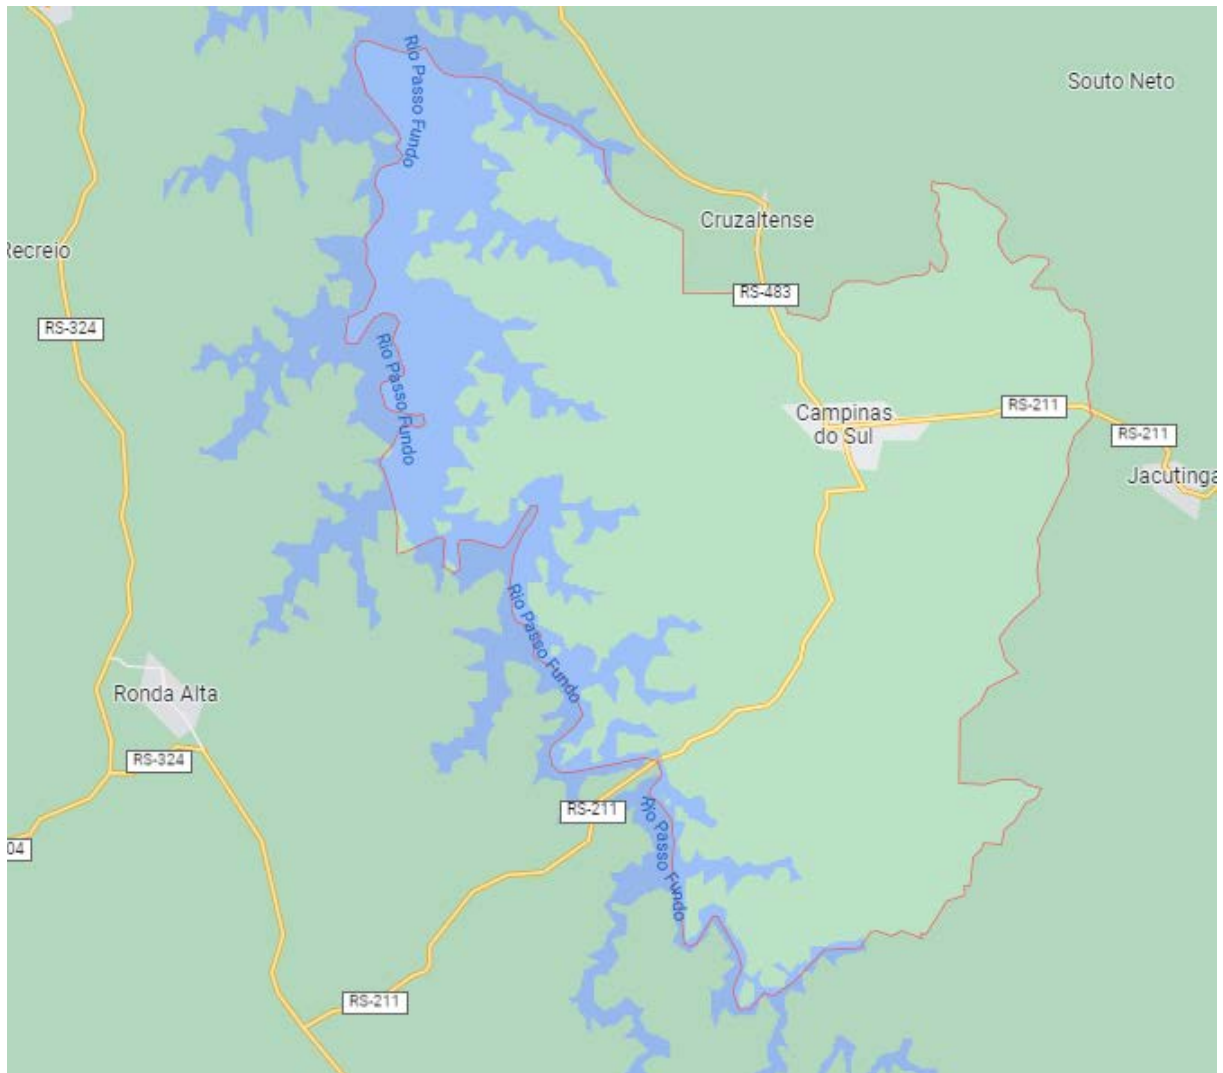 Rio Passo Fundo
Souto Neto
Cruzaltense
Recreio
RS-483
RS-324
Rio Passo Fundo
Campinas
do Sul
RS-211
RS-211
Jacutinga
Rio Passo Fundo
Ronda Alta
RS-324
RS-211
Rio Passo Fundo
04
RS-211